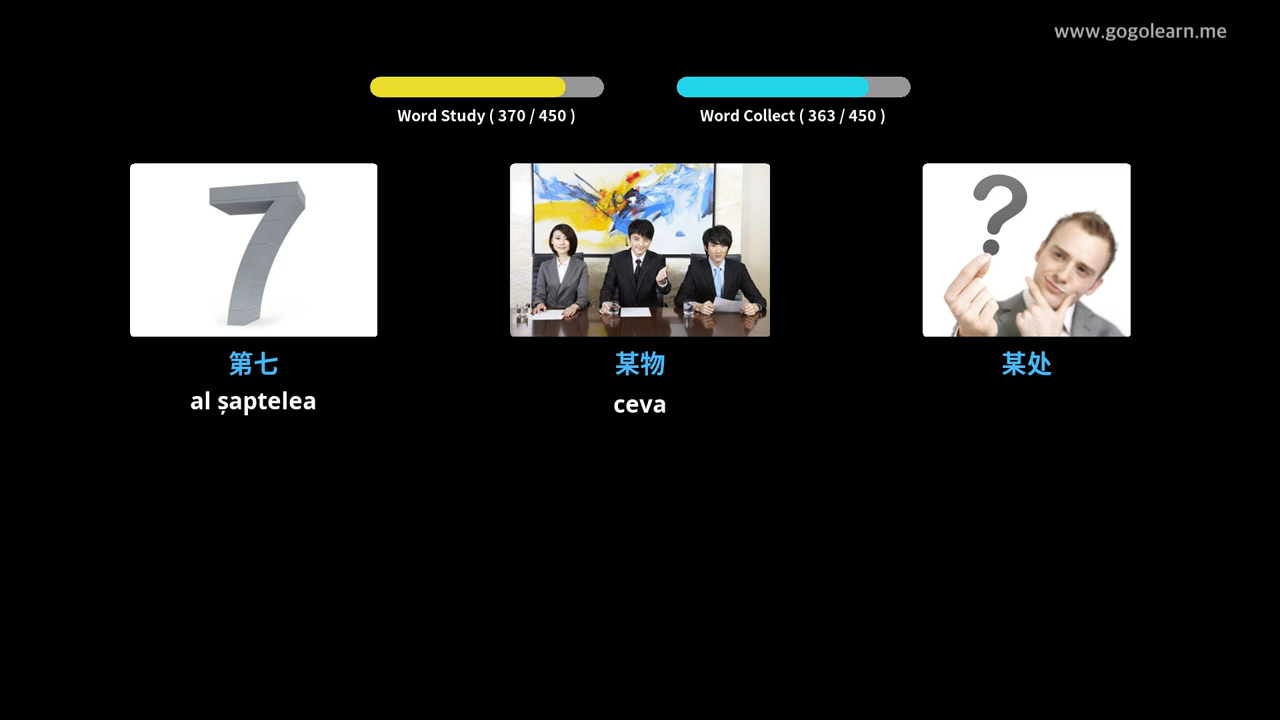 www.gogolearn.me
Word Study ( 370 / 450 )
Word Collect ( 363 / 450 )
7
?
第七
某物
某处
al șaptelea
ceva